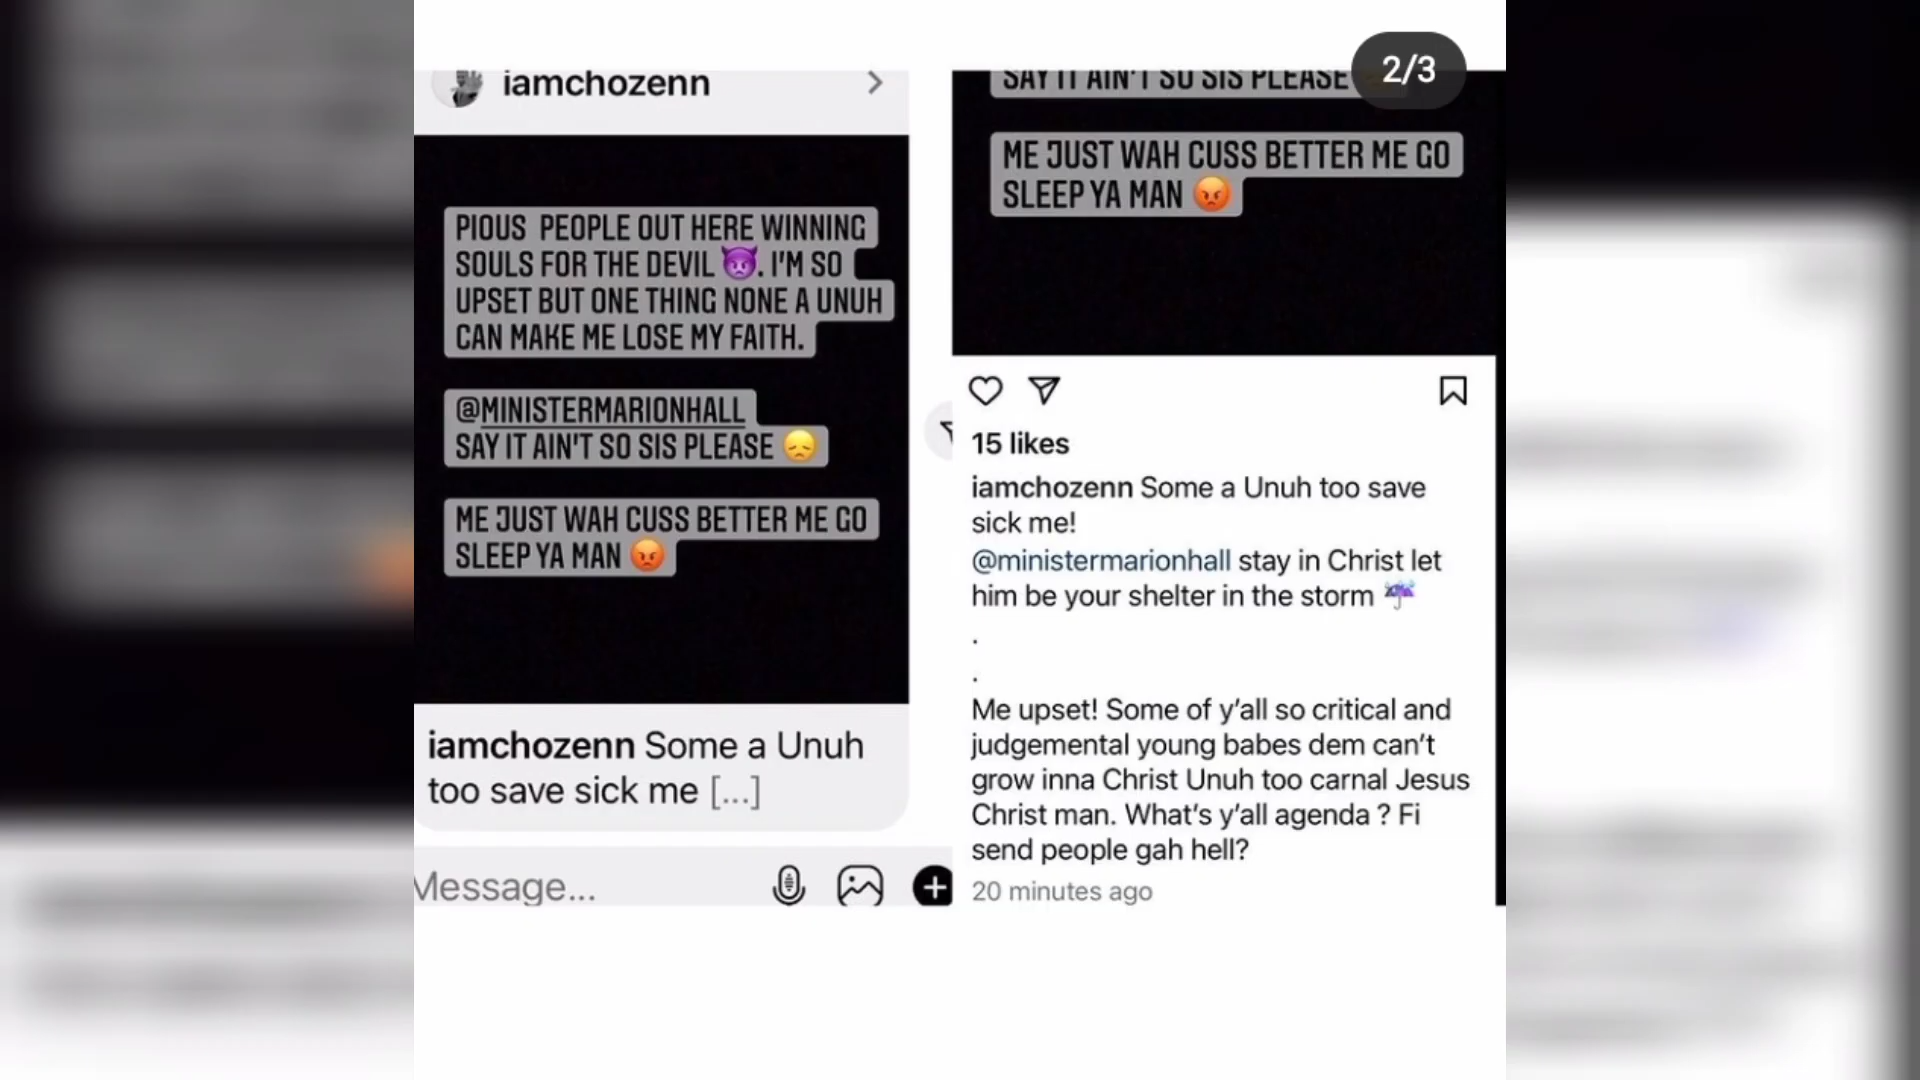 iamchozenn
PIOUS PEOPLE OUT HERE WINNING
SOULS FOR THE DEVIL 👿. I'M SO
UPSET BUT ONE THING NONE A UNUH
CAN MAKE ME LOSE MY FAITH.
@MINISTERMARIONHALL
SAY IT AIN'T SO SIS PLEASE 😞
ME JUST WAH CUSS BETTER ME GO
SLEEP YA MAN 😡
iamchozenn Some a Unuh
too save sick me [...]
Message...
2/3
SAY IT AIN'T SO SIS PLEASE
ME JUST WAH CUSS BETTER ME GO
SLEEP YA MAN 😡
15 likes
iamchozenn Some a Unuh too save
sick me!
@ministermarionhall stay in Christ let
him be your shelter in the storm ☔
.
.
Me upset! Some of y'all so critical and
judgemental young babes dem can't
grow inna Christ Unuh too carnal Jesus
Christ man. What's y'all agenda ? Fi
send people gah hell?
20 minutes ago